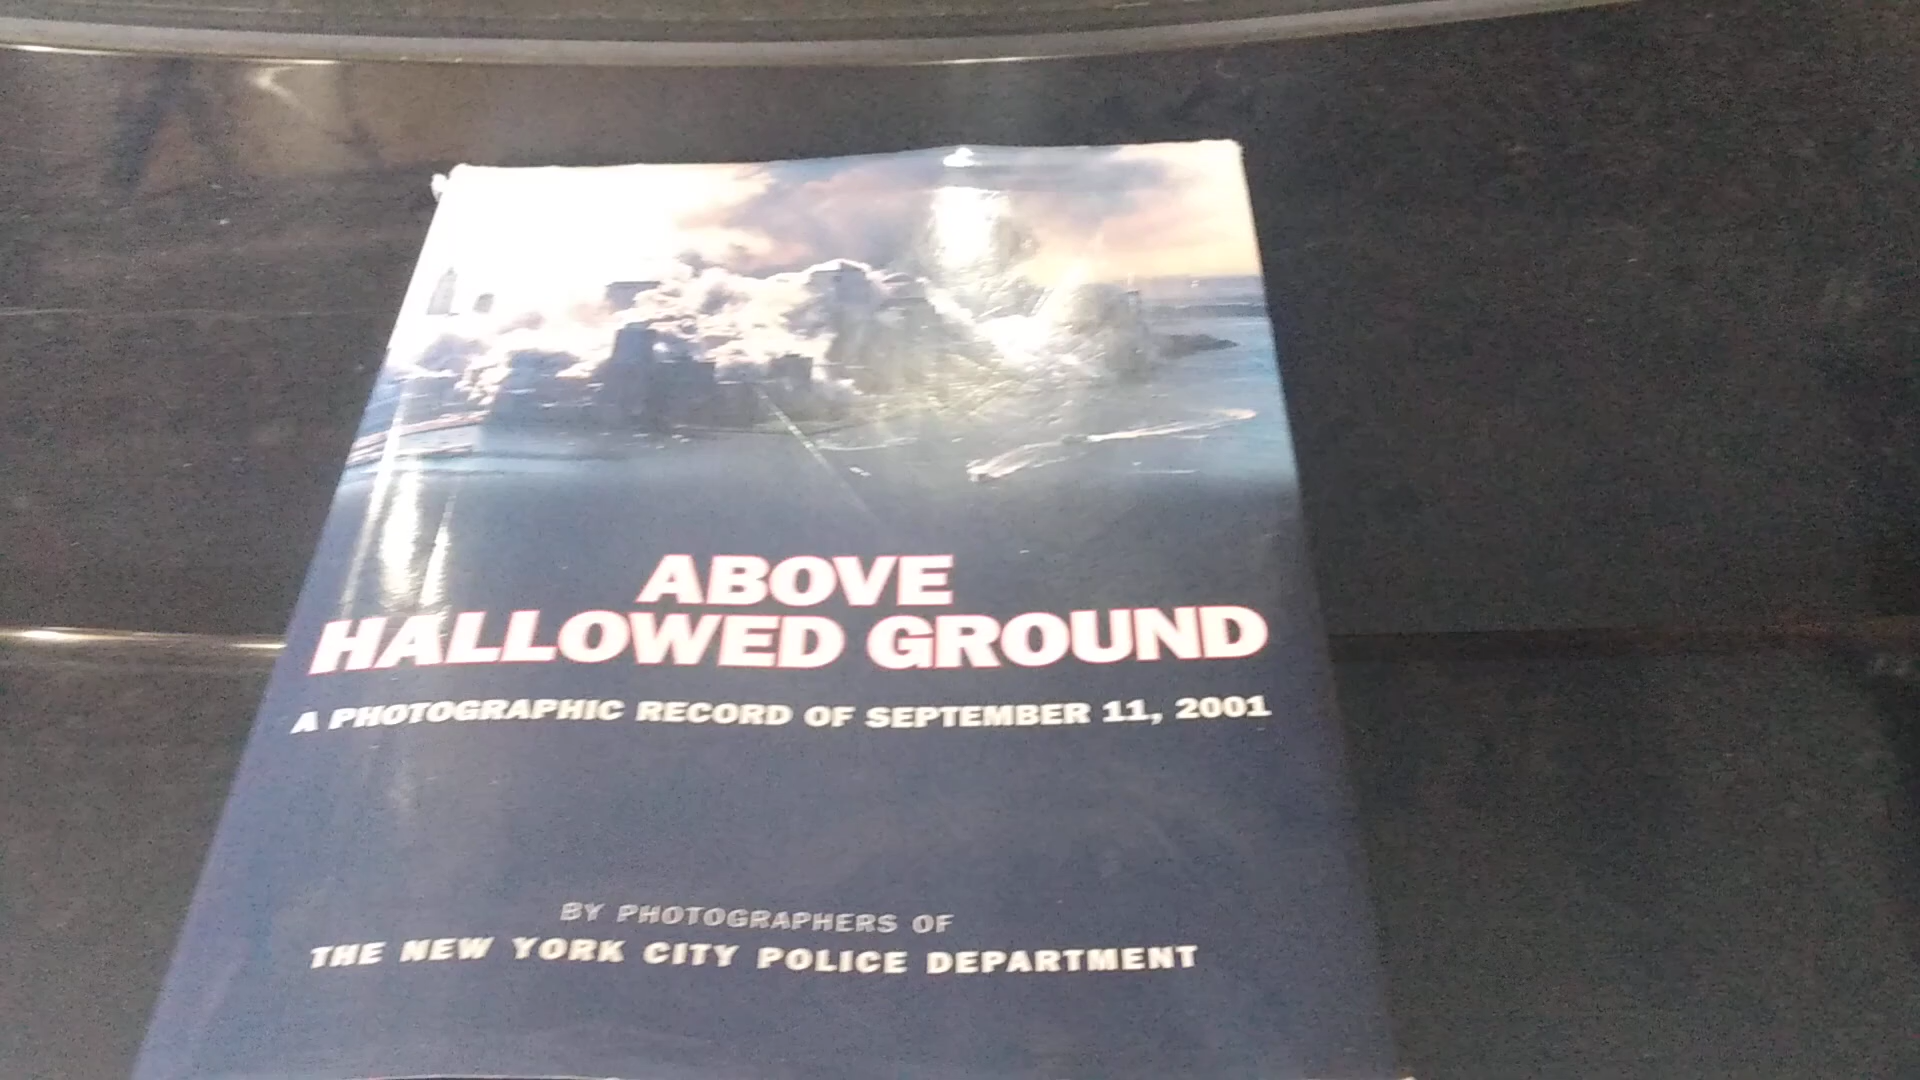 ABOVE
HALLOWED GROUND
A PHOTOGRAPHIC RECORD OF SEPTEMBER 11, 2001
BY PHOTOGRAPHERS OF
THE NEW YORK CITY POLICE DEPARTMENT